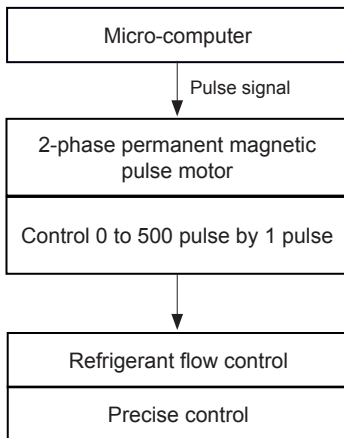 Micro-computer
Pulse signal
2-phase permanent magnetic
pulse motor
Control 0 to 500 pulse by 1 pulse
Refrigerant flow control
Precise control